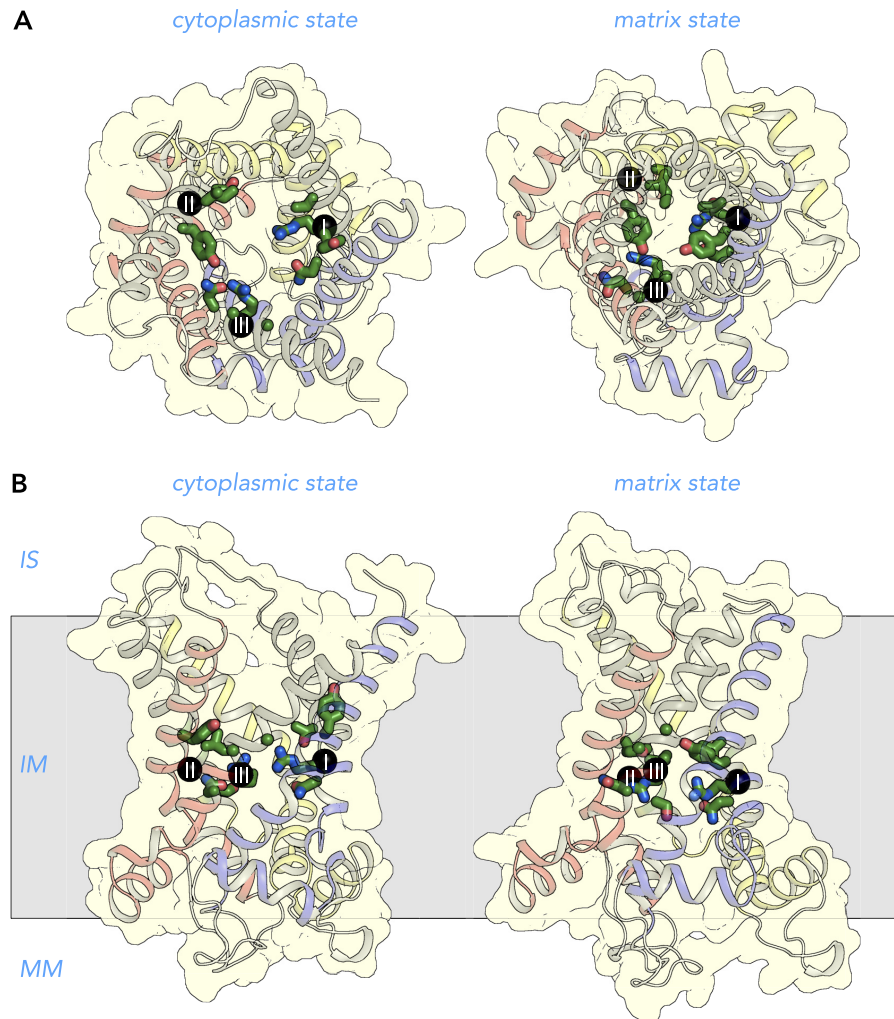 A
cytoplasmic state
matrix state
II
I
III
II
I
III
B
cytoplasmic state
matrix state
IS
IM
II
III
I
II
III
I
MM